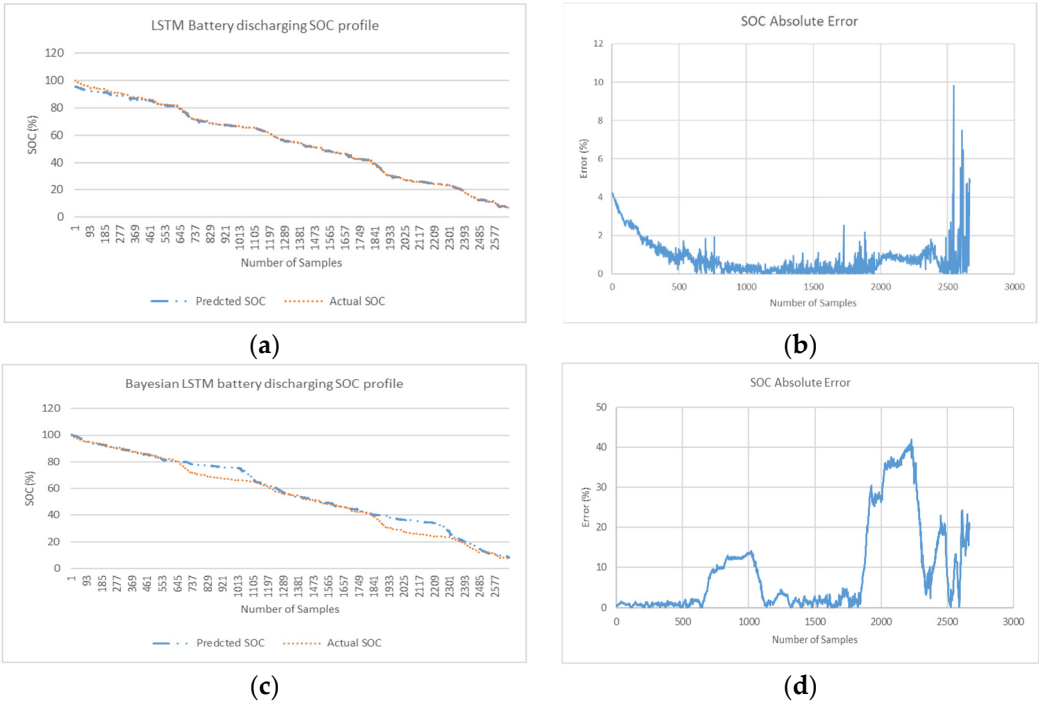 LSTM Battery discharging SOC profile
120
100
80
60
40
20
0
SOC (%)
1 93 185 277 369 461 553 645 737 829 921 1013 1105 1197 1289 1381 1473 1565 1657 1749 1841 1933 2025 2117 2209 2301 2393 2485 2577
Number of Samples
Predcted SOC Actual SOC
(a)
SOC Absolute Error
12
10
8
6
4
2
0
Error (%)
0 500 1000 1500 2000 2500 3000
Number of Samples
(b)
Bayesian LSTM battery discharging SOC profile
120
100
80
60
40
20
0
SOC (%)
1 93 185 277 369 461 553 645 737 829 921 1013 1105 1197 1289 1381 1473 1565 1657 1749 1841 1933 2025 2117 2209 2301 2393 2485 2577
Number of Samples
Predcted SOC Actual SOC
(c)
SOC Absolute Error
50
40
30
20
10
0
Error (%)
0 500 1000 1500 2000 2500 3000
Number of Samples
(d)